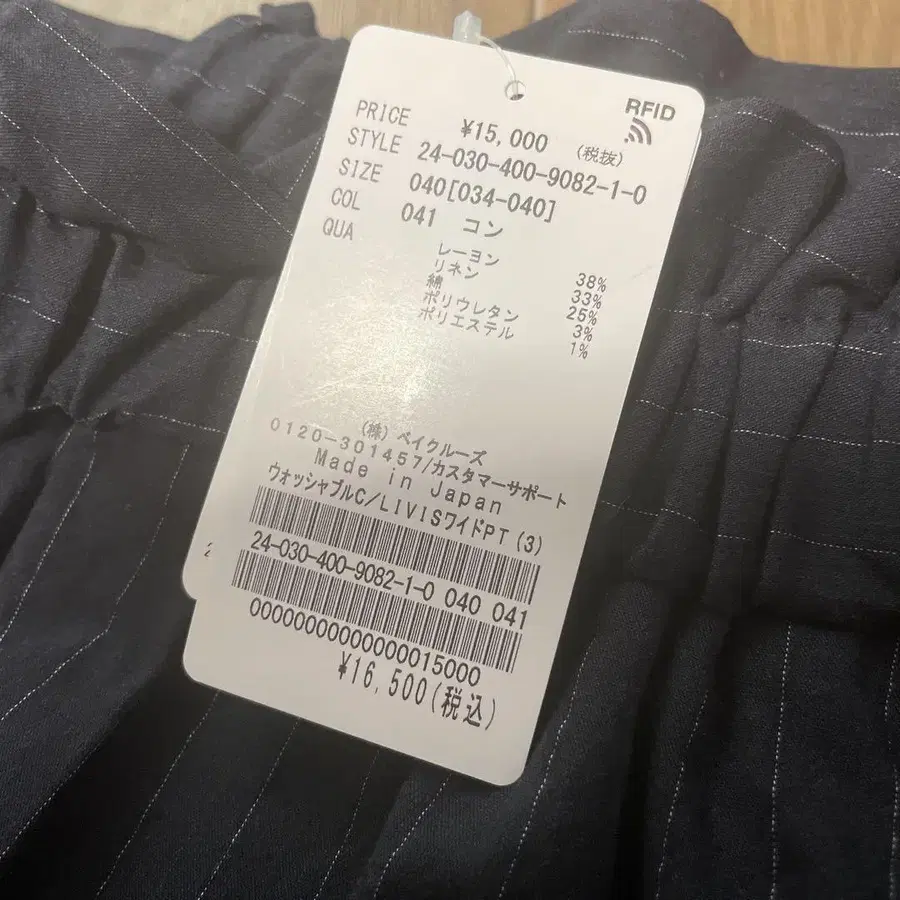 RFID
PRICE ¥15,000 (税抜)
STYLE 24-030-400-9082-1-0
SIZE 040[034-040]
COL 041 コン
QUA
レーヨン 38%
リネン 33%
綿 25%
ポリウレタン 3%
ポリエステル 1%
(株) ベイクルーズ
0120-301457/カスタマーサポート
Made in Japan
ウォッシャブルC/LIVISワイドPT(3)
24-030-400-9082-1-0 040 041
00000000000000015000
¥16,500(税込)
2